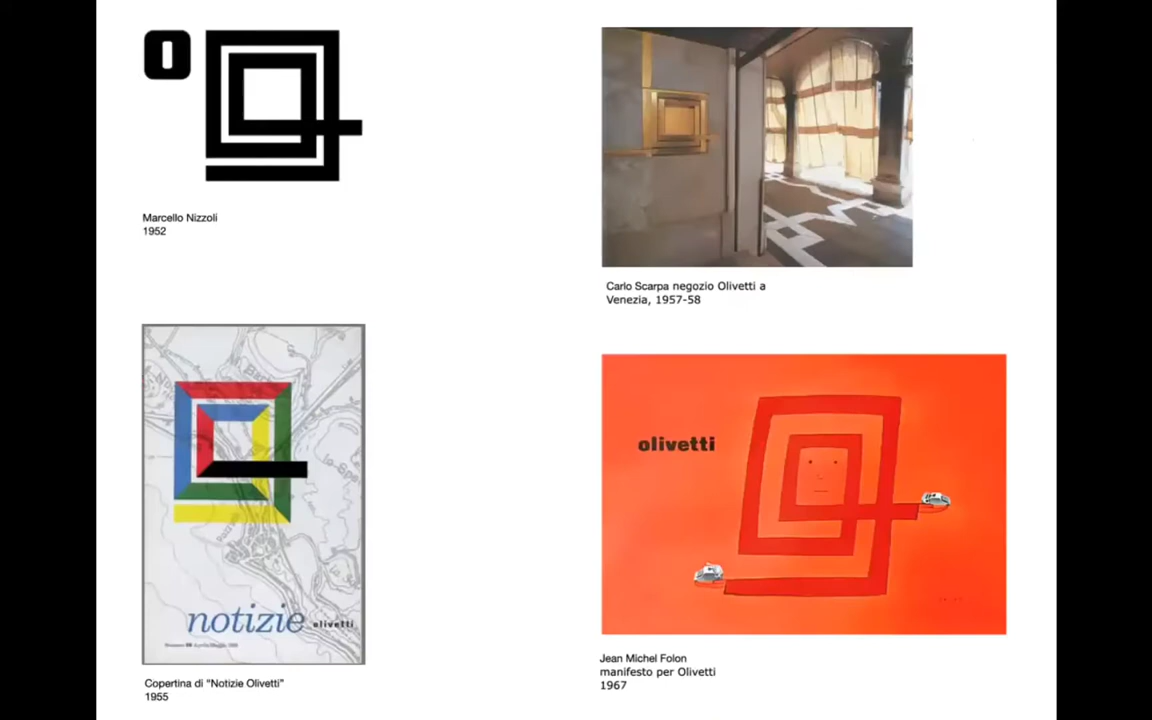 O
Marcello Nizzoli
1952
Carlo Scarpa negozio Olivetti a
Venezia, 1957-58
notizie olivetti
Copertina di "Notizie Olivetti"
1955
olivetti
Jean Michel Folon
manifesto per Olivetti
1967